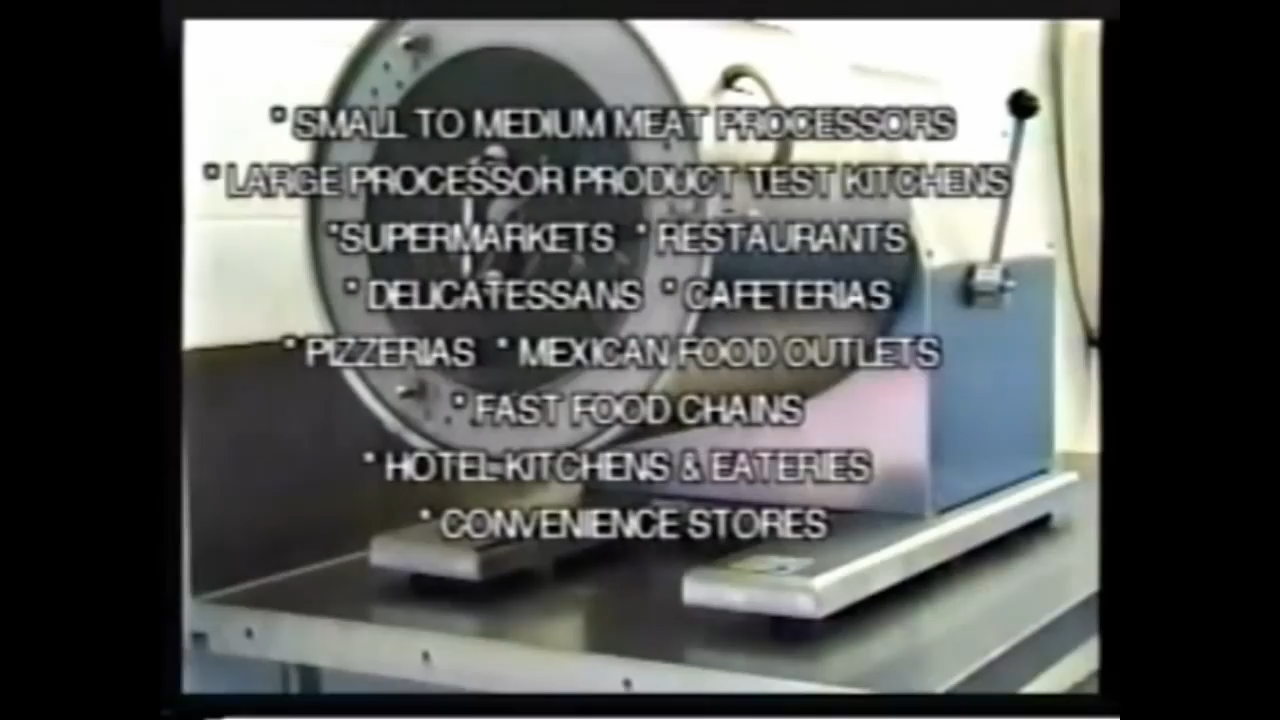 * SMALL TO MEDIUM MEAT PROCESSORS
* LARGE PROCESSOR PRODUCT TEST KITCHENS
*SUPERMARKETS * RESTAURANTS
* DELICATESSANS * CAFETERIAS
* PIZZERIAS * MEXICAN FOOD OUTLETS
* FAST FOOD CHAINS
* HOTEL KITCHENS & EATERIES
* CONVENIENCE STORES